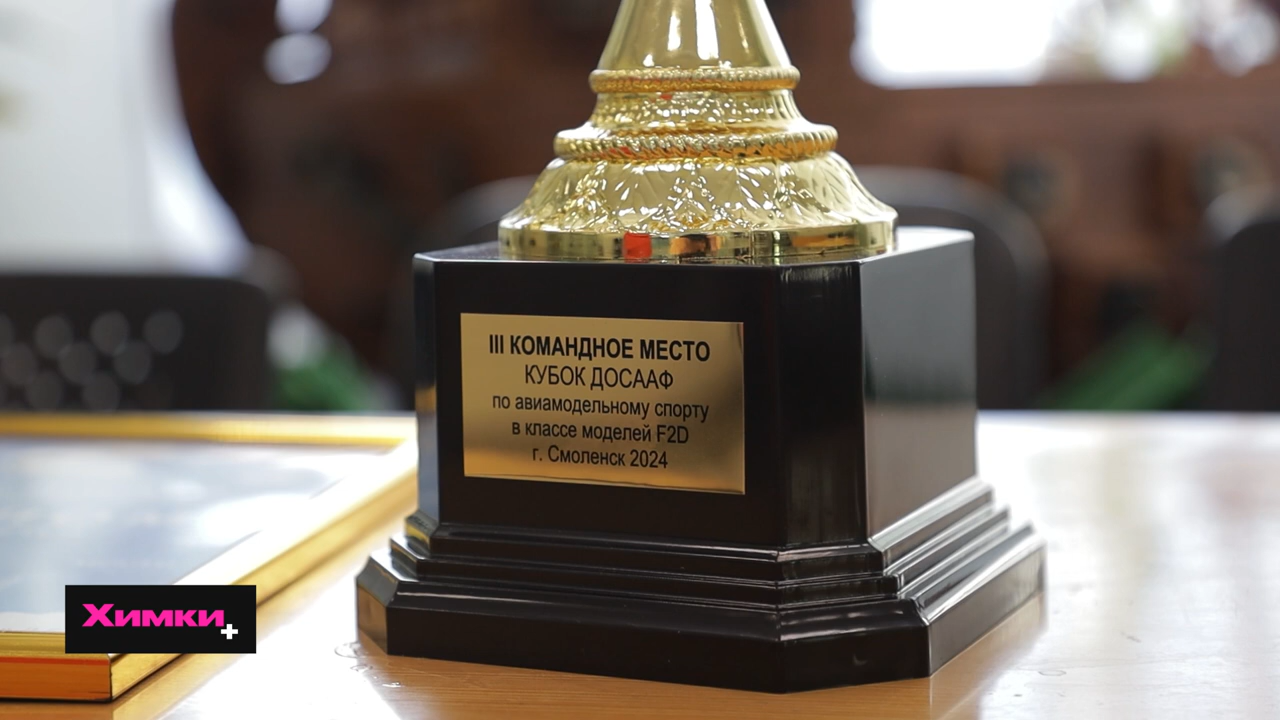 III КОМАНДНОЕ МЕСТО
КУБОК ДОСААФ
по авиамодельному спорту
в классе моделей F2D
г. Смоленск 2024
Химки+